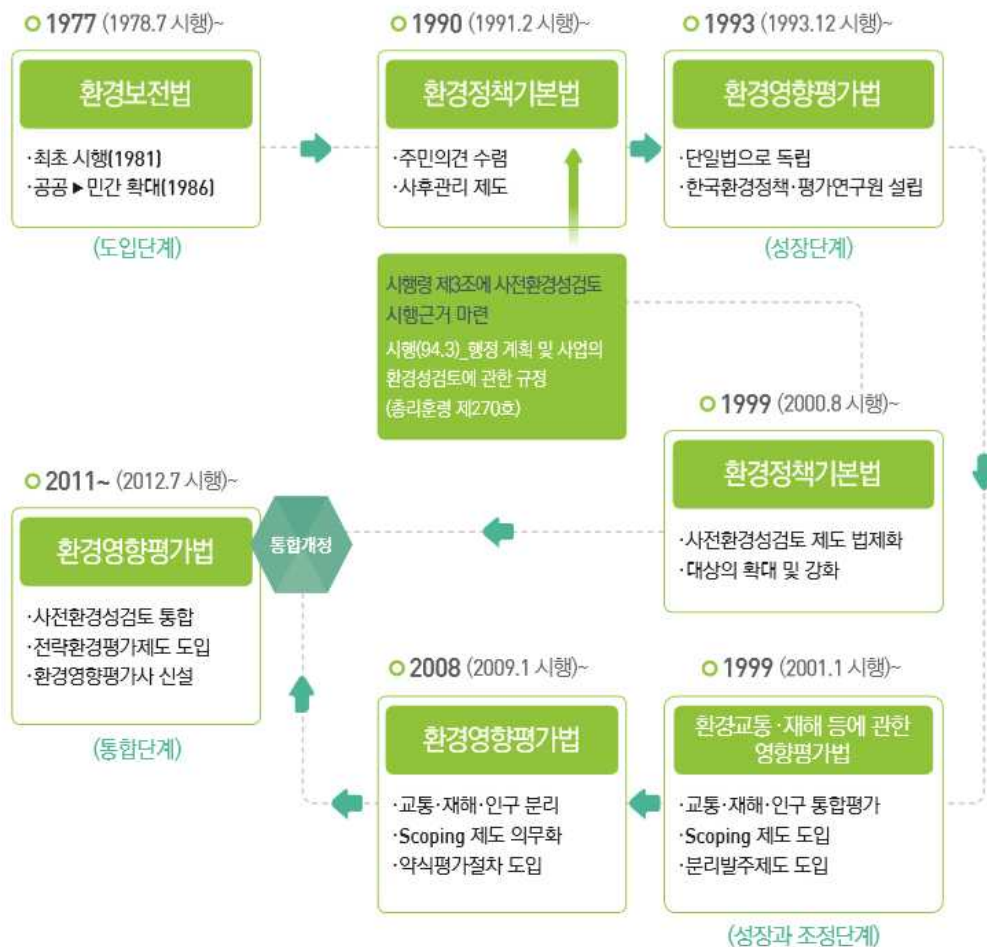 1977 (1978.7 시행)~
환경보전법
·최초 시행(1981)
·공공 ▶ 민간 확대(1986)
(도입단계)
1990 (1991.2 시행)~
환경정책기본법
·주민의견 수렴
·사후관리 제도
1993 (1993.12 시행)~
환경영향평가법
·단일법으로 독립
·한국환경정책·평가연구원 설립
(성장단계)
시행령 제3조에 사전환경성검토
시행근거 마련
시행(94.3)_행정 계획 및 사업의
환경성검토에 관한 규정
(총리훈령 제270호)
1999 (2000.8 시행)~
환경정책기본법
·사전환경성검토 제도 법제화
·대상의 확대 및 강화
2011~ (2012.7 시행)~
환경영향평가법
통합개정
·사전환경성검토 통합
·전략환경평가제도 도입
·환경영향평가사 신설
(통합단계)
2008 (2009.1 시행)~
환경영향평가법
·교통·재해·인구 분리
·Scoping 제도 의무화
·약식평가절차 도입
1999 (2001.1 시행)~
환경교통·재해 등에 관한
영향평가법
·교통·재해·인구 통합평가
·Scoping 제도 도입
·분리발주제도 도입
(성장과 조정단계)